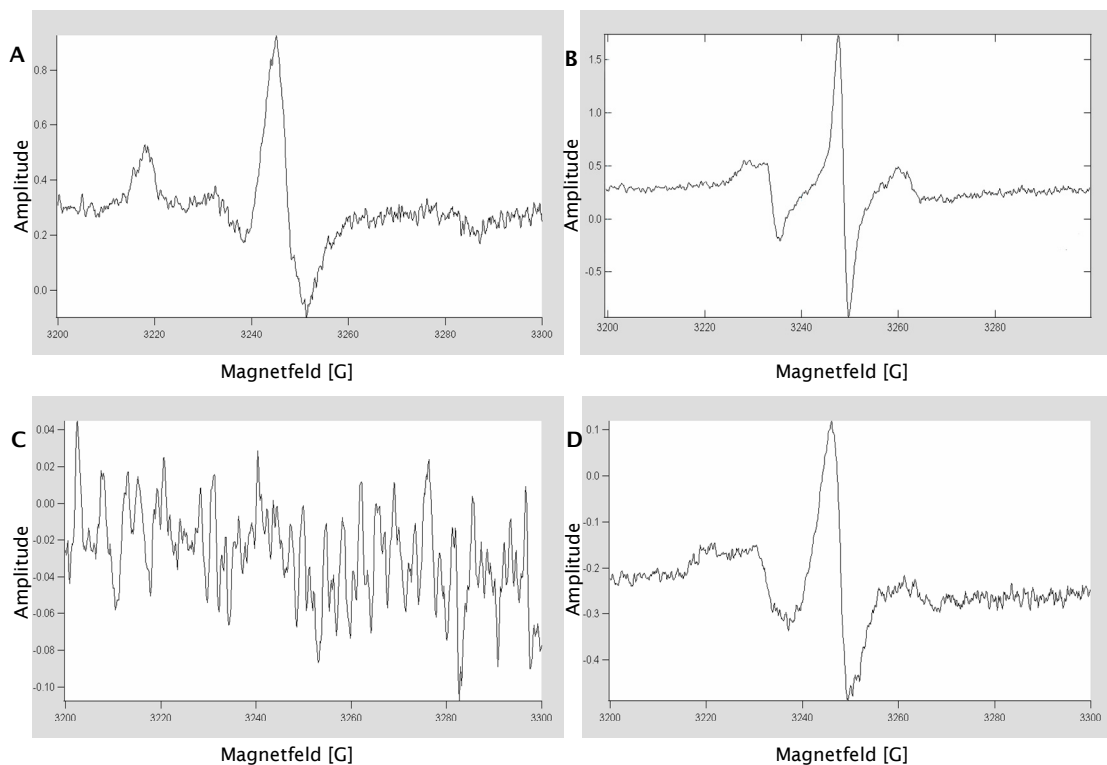 A
Amplitude
0.8
0.6
0.4
0.2
0.0
3200 3220 3240 3260 3280 3300
Magnetfeld [G]
B
Amplitude
1.5
1.0
0.5
0.0
-0.5
3200 3220 3240 3260 3280
Magnetfeld [G]
C
Amplitude
0.04
0.02
0.00
-0.02
-0.04
-0.06
-0.08
-0.10
3200 3220 3240 3260 3280 3300
Magnetfeld [G]
D
Amplitude
0.1
0.0
-0.1
-0.2
-0.3
-0.4
3200 3220 3240 3260 3280 3300
Magnetfeld [G]